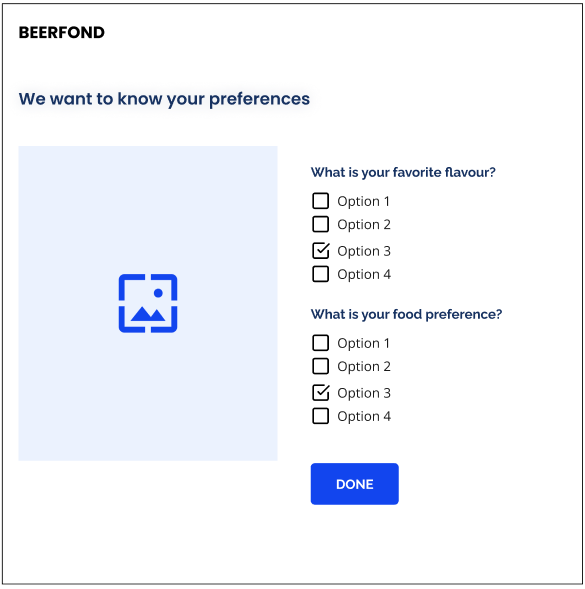 BEERFOND
We want to know your preferences
What is your favorite flavour?
Option 1
Option 2
Option 3
Option 4
What is your food preference?
Option 1
Option 2
Option 3
Option 4
DONE